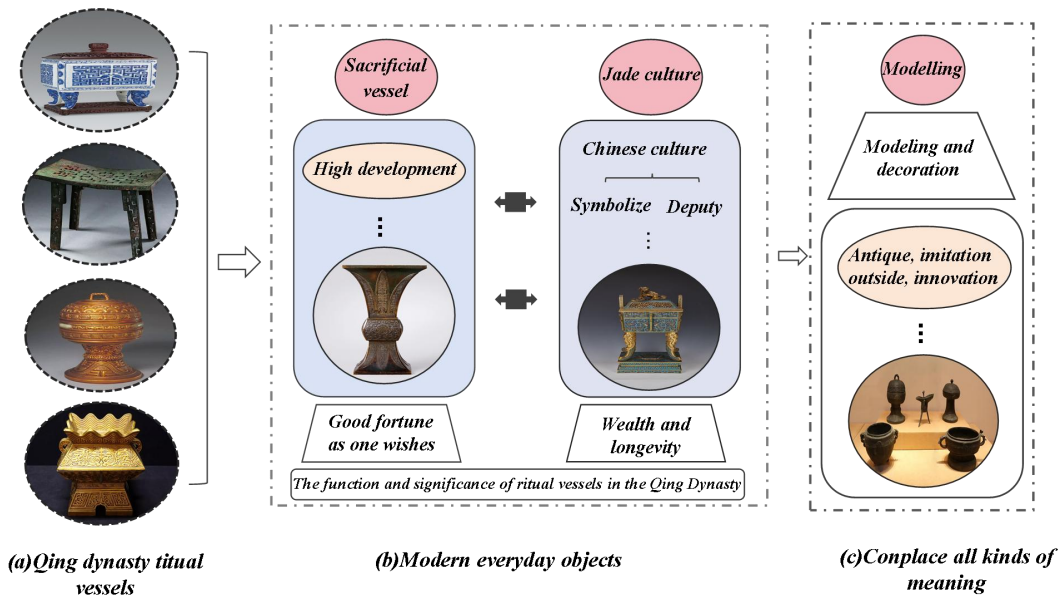 Sacrificial
vessel
High development
Good fortune
as one wishes
Jade culture
Chinese culture
Symbolize Deputy
Wealth and
longevity
The function and significance of ritual vessels in the Qing Dynasty
Modelling
Modeling and
decoration
Antique, imitation
outside, innovation
(a)Qing dynasty titual
vessels
(b)Modern everyday objects
(c)Conplace all kinds of
meaning